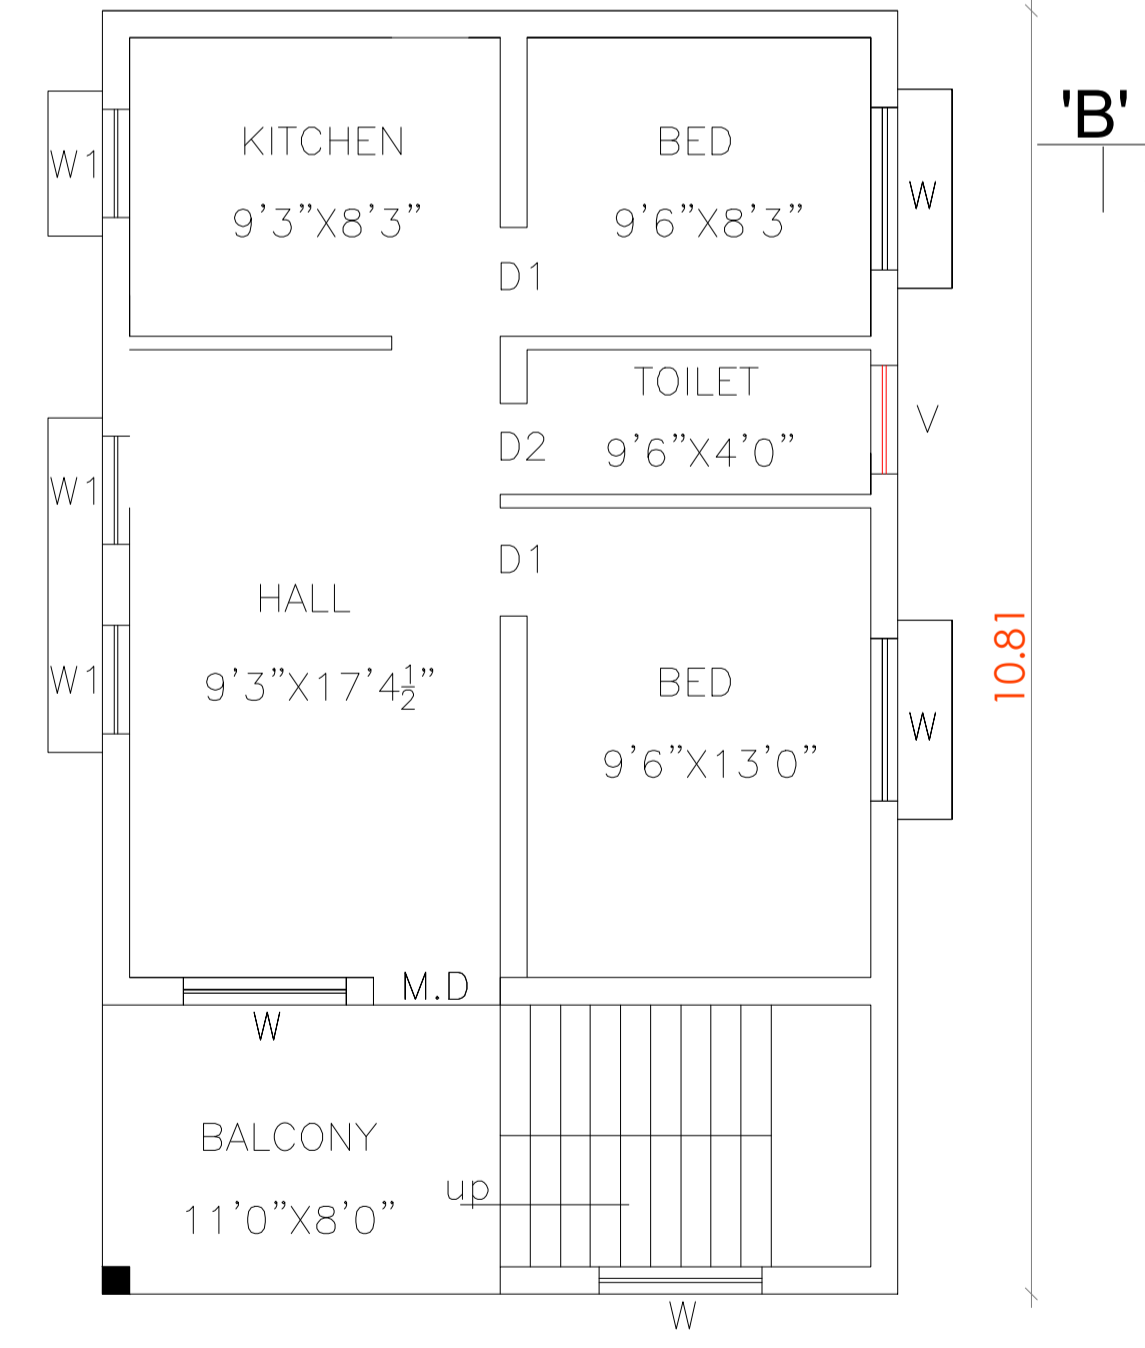 'B'
KITCHEN
9’3”X8’3”
BED
9’6”X8’3”
W1
W
D1
TOILET
9’6”X4’0”
V
D2
W1
D1
HALL
9’3”X17’4½”
W1
BED
9’6”X13’0”
W
10.81
M.D
W
BALCONY
11’0”X8’0”
up
W